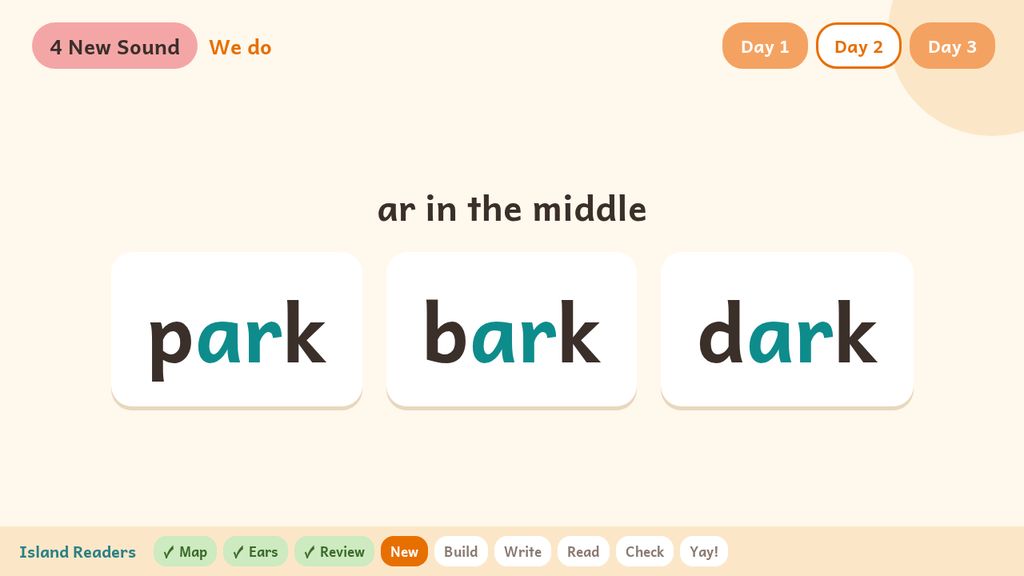 4 New Sound We do Day 1 Day 2 Day 3
ar in the middle
park bark dark
Island Readers ✓ Map ✓ Ears ✓ Review New Build Write Read Check Yay!